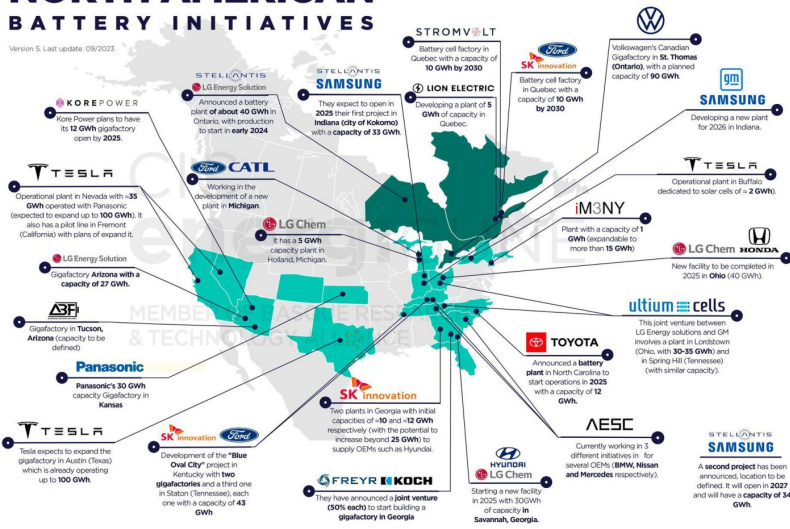 NORTH AMERICAN
BATTERY INITIATIVES
Version 5. Last update: 09/2023
STROMVOLT
Battery cell factory in
Quebec with a capacity of
10 GWh by 2030
Ford
SK innovation
Battery cell factory
in Quebec with a
capacity of 10 GWh
by 2030
Volkswagen's Canadian
Gigafactory in St. Thomas
(Ontario), with a planned
capacity of 90 GWh.
gm
SAMSUNG
Developing a new plant
for 2026 in Indiana.
STELLANTIS
LG Energy Solution
Announced a battery
plant of about 40 GWh in
Ontario, with production
to start in early 2024
STELLANTIS
SAMSUNG
They expect to open in
2025 their first project in
Indiana (city of Kokomo)
with a capacity of 33 GWh.
LION ELECTRIC
Developing a plant of 5
GWh of capacity in
Quebec.
KOREPOWER
Kore Power plans to have
its 12 GWh gigafactory
open by 2025.
TESLA
Operational plant in Nevada with ≈35
GWh operated with Panasonic
(expected to expand up to 100 GWh). It
also has a pilot line in Fremont
(California) with plans of expand it.
Ford CATL
Working in the
development of a new
plant in Michigan.
LG Chem
It has a 5 GWh
capacity plant in
Holland, Michigan.
TESLA
Operational plant in Buffalo
dedicated to solar cells of ≈ 2 GWh).
iM3NY
Plant with a capacity of 1
GWh (expandable to
more than 15 GWh)
LG Chem HONDA
New facility to be completed in
2025 in Ohio (40 GWh).
LG Energy Solution
Gigafactory Arizona with a
capacity of 27 GWh.
ABF
Gigafactory in Tucson,
Arizona (capacity to be
defined)
Panasonic
Panasonic's 30 GWh
capacity Gigafactory in
Kansas
ultium cells
This joint venture between
LG Energy solutions and GM
involves a plant in Lordstown
(Ohio, with 30-35 GWh) and
in Spring Hill (Tennessee)
(with similar capacity).
TOYOTA
Announced a battery
plant in North Carolina to
start operations in 2025
with a capacity of 12
GWh.
TESLA
Tesla expects to expand the
gigafactory in Austin (Texas)
which is already operating
up to 100 GWh.
SK innovation Ford
Development of the "Blue
Oval City" project in
Kentucky with two
gigafactories and a third one
in Staton (Tennessee), each
one with a capacity of 43
GWh
SK innovation
Two plants in Georgia with initial
capacities of ≈10 and ≈12 GWh
respectively (with the potential to
increase beyond 25 GWh) to
supply OEMs such as Hyundai.
FREYR KOCH
They have announced a joint venture
(50% each) to start building a
gigafactory in Georgia
HYUNDAI
LG Chem
Starting a new facility
in 2025 with 30GWh
of capacity in
Savannah, Georgia.
AESC
Currently working in 3
different initiatives in for
several OEMs (BMW, Nissan
and Mercedes respectively).
STELLANTIS
SAMSUNG
A second project has been
announced, location to be
defined. It will open in 2027
and will have a capacity of 34
GWh.
MEMBER BASQUE RES
& TECHNOLOGY